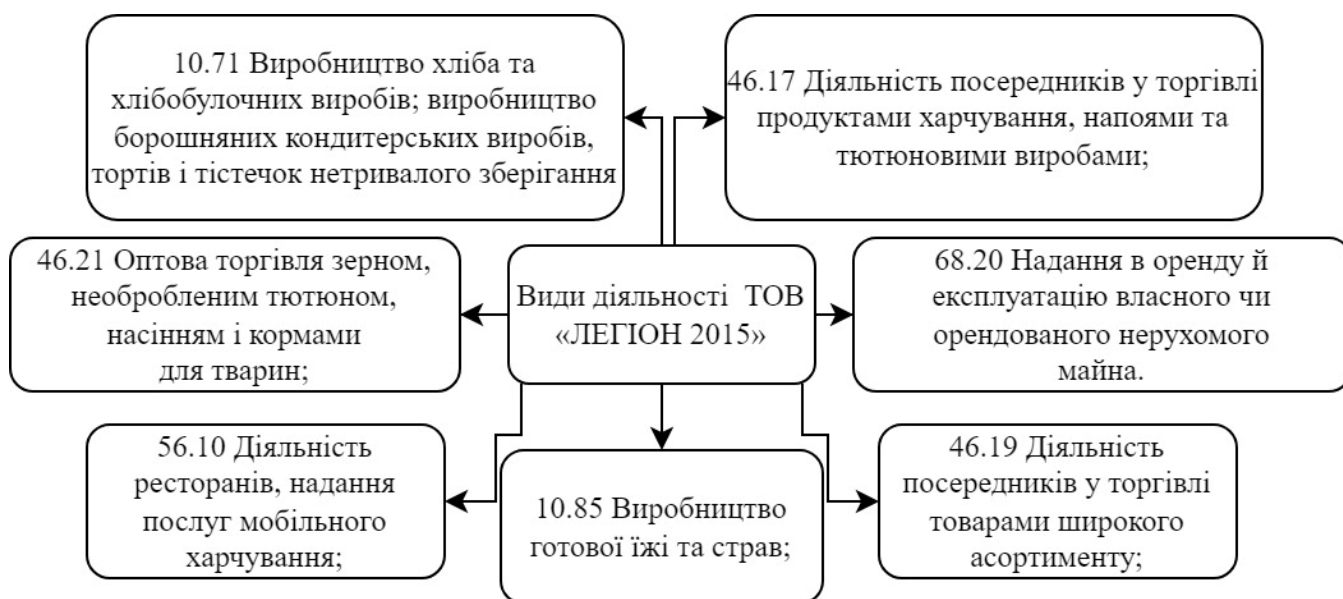 10.71 Виробництво хліба та
хлібобулочних виробів; виробництво
борошняних кондитерських виробів,
тортів і тістечок нетривалого зберігання
46.17 Діяльність посередників у торгівлі
продуктами харчування, напоями та
тютюновими виробами;
46.21 Оптова торгівля зерном,
необробленим тютюном,
насінням і кормами
для тварин;
Види діяльності ТОВ
«ЛЕГІОН 2015»
68.20 Надання в оренду й
експлуатацію власного чи
орендованого нерухомого
майна.
56.10 Діяльність
ресторанів, надання
послуг мобільного
харчування;
10.85 Виробництво
готової їжі та страв;
46.19 Діяльність
посередників у торгівлі
товарами широкого
асортименту;